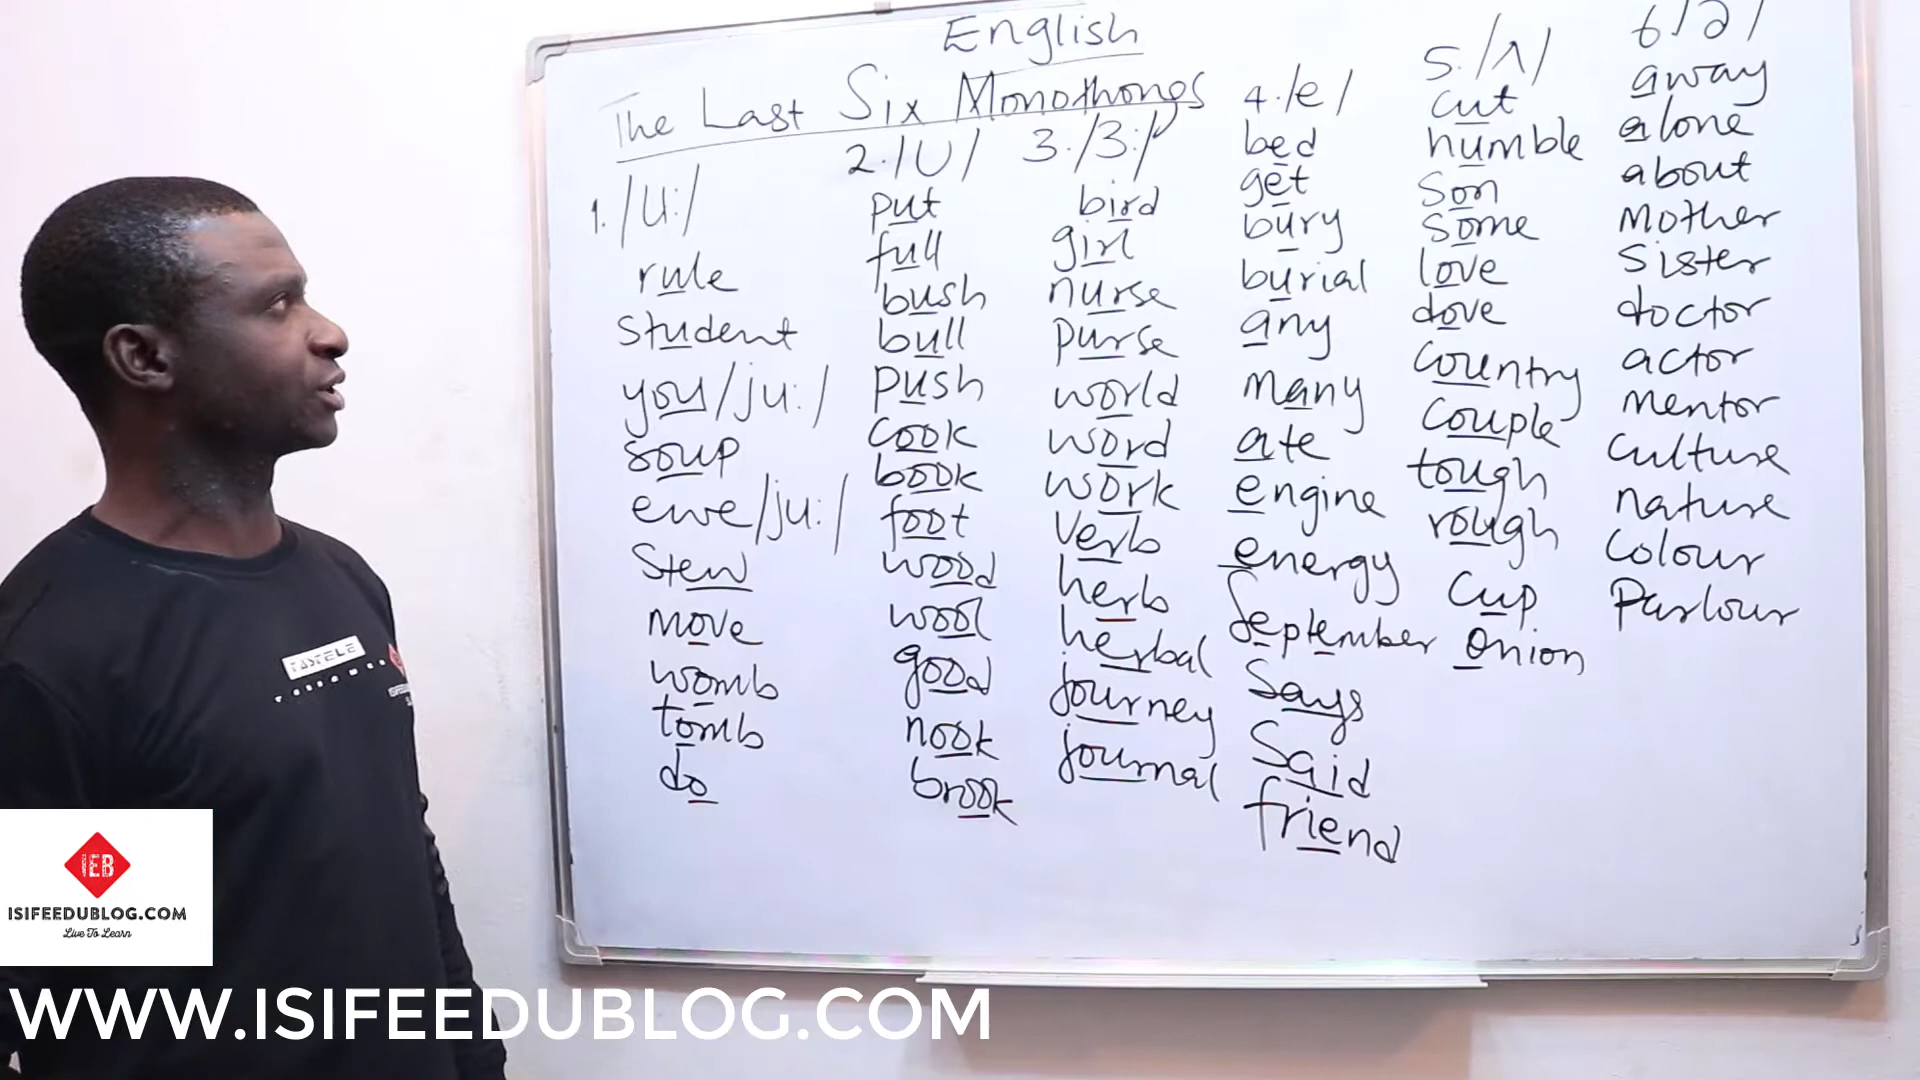 English
The Last Six Monothongs
1. /u:/
rule
student
you /ju:/
soup
ewe /ju:/
stew
move
womb
tomb
do
2. /U/
put
full
bush
bull
push
cook
book
foot
wood
wool
good
nook
brook
3. /3:/
bird
girl
nurse
purse
world
word
work
verb
herb
herbal
journey
journal
4. /e/
bed
get
bury
burial
any
many
ate
engine
energy
September
Says
Said
friend
5. /ʌ/
cut
humble
son
some
love
dove
country
couple
tough
rough
cup
onion
6 /ə/
away
alone
about
Mother
Sister
doctor
actor
Mentor
Culture
nature
Colour
Parlour
TASTELE
IEB
ISIFEEDUBLOG.COM
Live To Learn
WWW.ISIFEEDUBLOG.COM